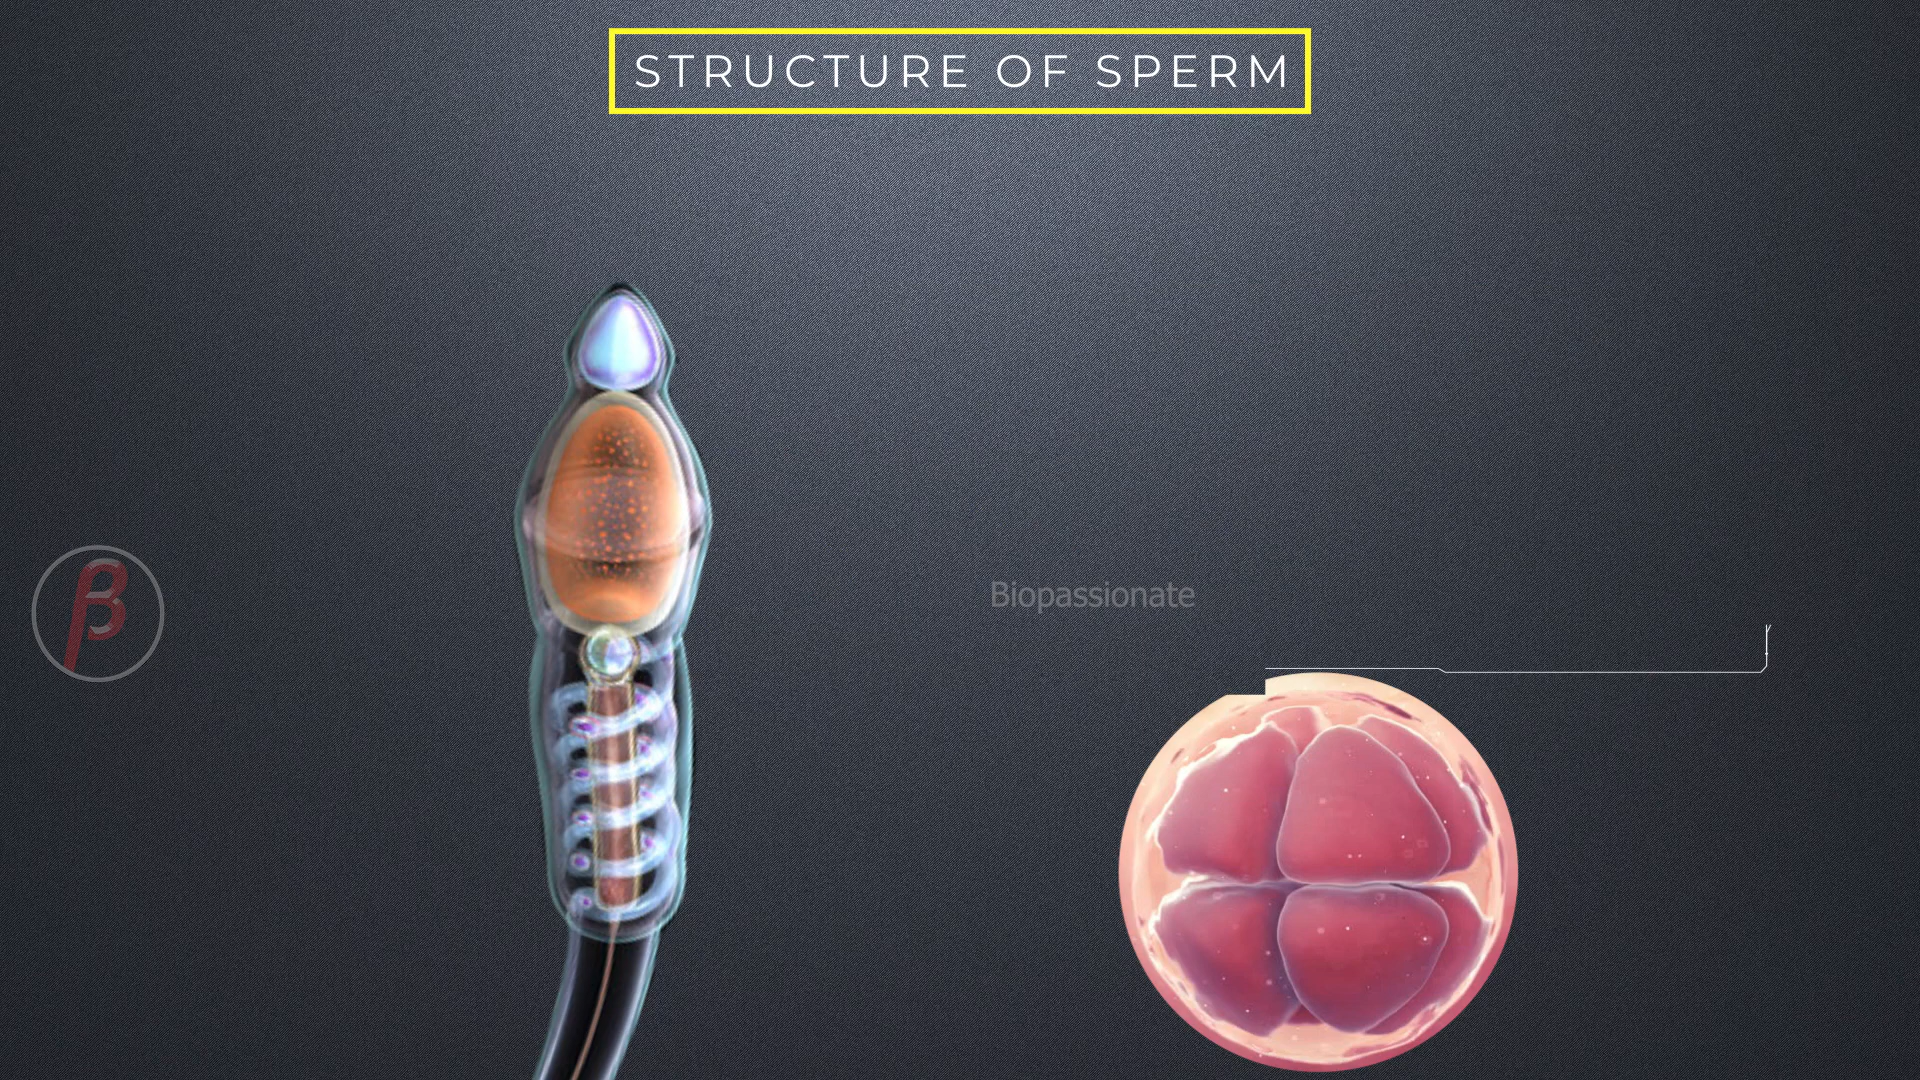 STRUCTURE OF SPERM
β
Biopassionate